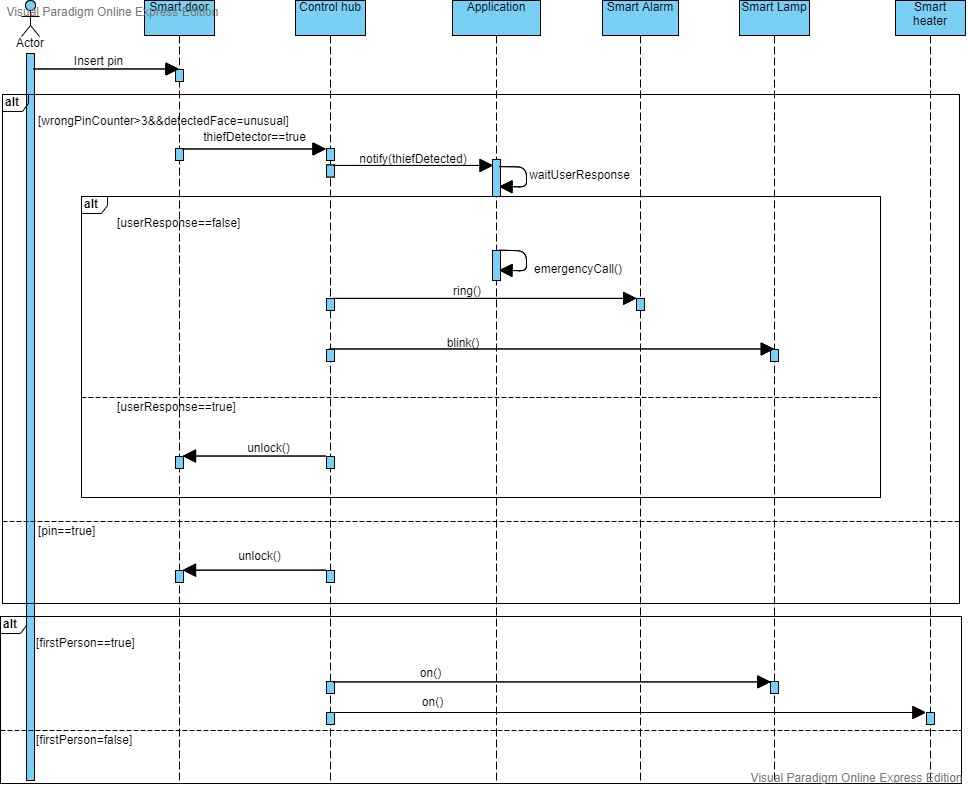 Visual Paradigm Online Express Edition
Smart door
Control hub
Application
Smart Alarm
Smart Lamp
Smart
heater
Actor
Insert pin
alt
[wrongPinCounter>3&&detectedFace=unusual]
thiefDetector==true
notify(thiefDetected)
waitUserResponse
alt
[userResponse==false]
emergencyCall()
ring()
blink()
[userResponse==true]
unlock()
[pin==true]
unlock()
alt
[firstPerson==true]
on()
on()
[firstPerson=false]
Visual Paradigm Online Express Edition